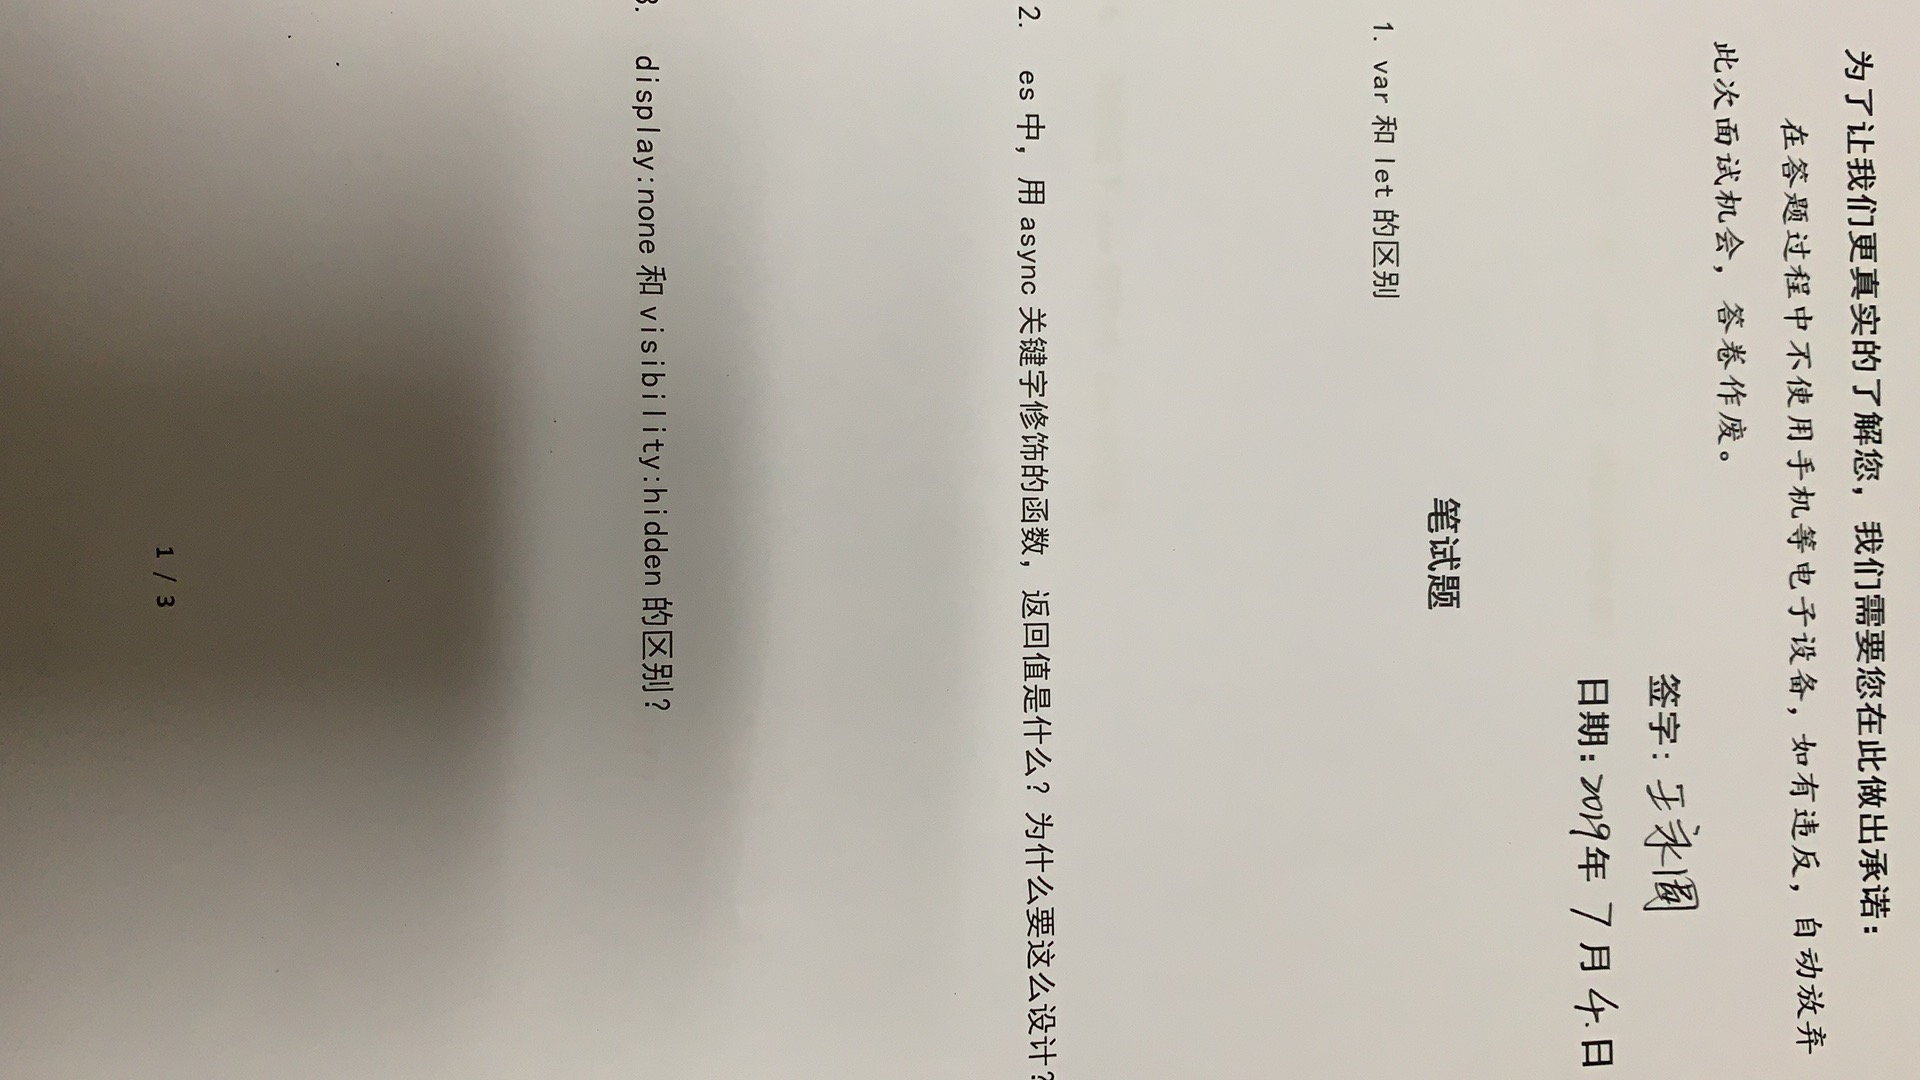 为了让我们更真实的了解您，我们需要您在此做出承诺：
在答题过程中不使用手机等电子设备，如有违反，自动放弃
此次面试机会，答卷作废。
签字：王永圆
日期：2019年 7 月 4 日
笔试题
1. var 和 let 的区别
2. es 中，用 async 关键字修饰的函数，返回值是什么？为什么要这么设计？
3. display:none 和 visibility:hidden 的区别？
1 / 3